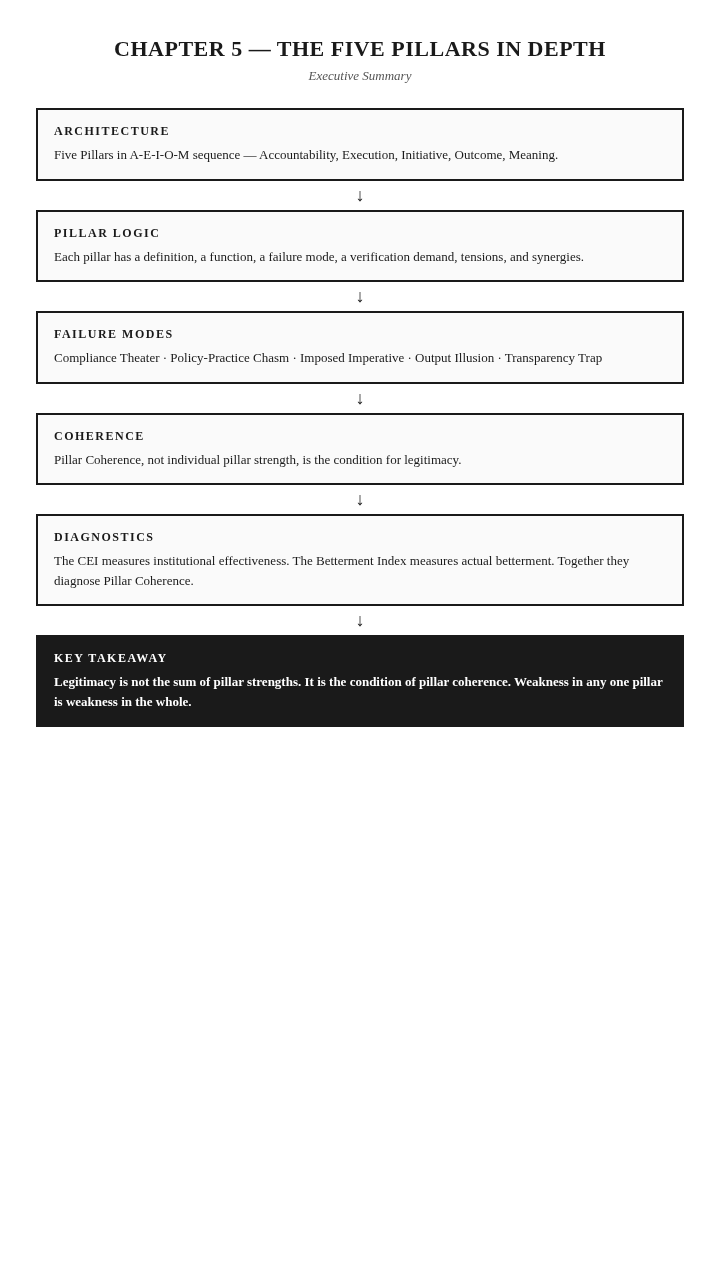 CHAPTER 5 — THE FIVE PILLARS IN DEPTH
Executive Summary
ARCHITECTURE
Five Pillars in A-E-I-O-M sequence — Accountability, Execution, Initiative, Outcome, Meaning.
↓
PILLAR LOGIC
Each pillar has a definition, a function, a failure mode, a verification demand, tensions, and synergies.
↓
FAILURE MODES
Compliance Theater · Policy-Practice Chasm · Imposed Imperative · Output Illusion · Transparency Trap
↓
COHERENCE
Pillar Coherence, not individual pillar strength, is the condition for legitimacy.
↓
DIAGNOSTICS
The CEI measures institutional effectiveness. The Betterment Index measures actual betterment. Together they
diagnose Pillar Coherence.
↓
KEY TAKEAWAY
Legitimacy is not the sum of pillar strengths. It is the condition of pillar coherence. Weakness in any one pillar
is weakness in the whole.